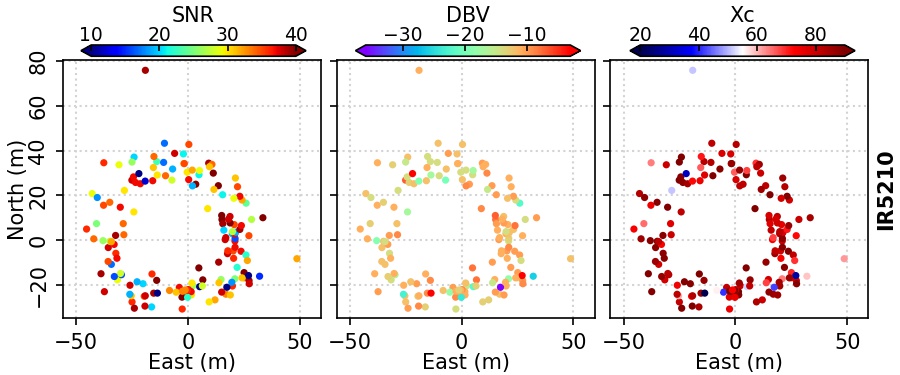 SNR DBV Xc
10 20 30 40 −30 −20 −10 20 40 60 80
80
60
40
20
0
−20
North (m)
IR5210
−50 0 50 −50 0 50 −50 0 50
East (m) East (m) East (m)